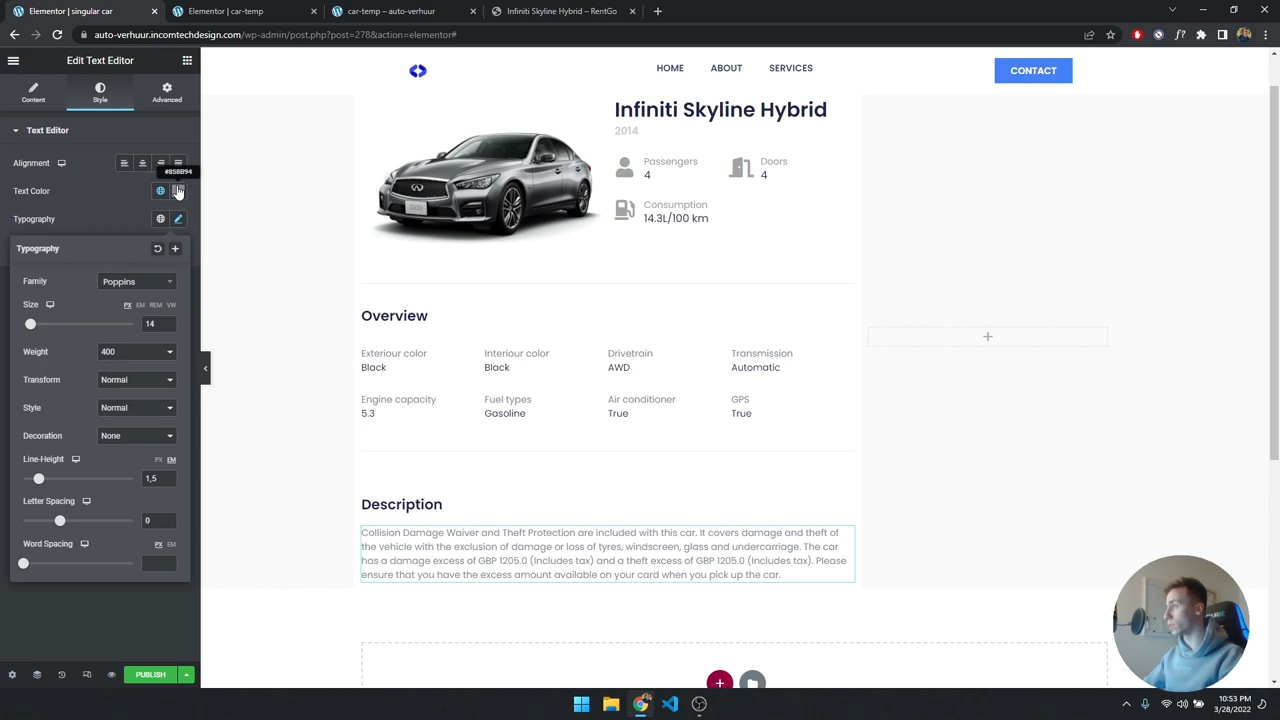 Elementor | car-single
Elementor | car-temp
car-temp – auto-verhuur
Infiniti Skyline Hybrid – RentGo
auto-verhuur.incomtechdesign.com/wp-admin/post.php?post=278&action=elementor#
Update
Edit Text Editor
HOME
ABOUT
SERVICES
CONTACT
Content
Style
Advanced
Text Editor
Alignment
#858B94
Text Color
Typography
Typography
Family
Poppins
Size
PX EM REM VW
14
Weight
400
Transform
Normal
Style
Normal
Decoration
Normal
Line-Height
PX EM
1,5
Letter Spacing
0
Word Spacing
PX EM
PUBLISH
Infiniti Skyline Hybrid
2014
Passengers
4
Doors
4
Consumption
14.3L/100 km
Overview
Exteriour color
Black
Interiour color
Black
Drivetrain
AWD
Transmission
Automatic
Engine capacity
5.3
Fuel types
Gasoline
Air conditioner
True
GPS
True
Description
Collision Damage Waiver and Theft Protection are included with this car. It covers damage and theft of
the vehicle with the exclusion of damage or loss of tyres, windscreen, glass and undercarriage. The car
has a damage excess of GBP 1205.0 (Includes tax) and a theft excess of GBP 1205.0 (Includes tax). Please
ensure that you have the excess amount available on your card when you pick up the car.
10:53 PM
3/28/2022